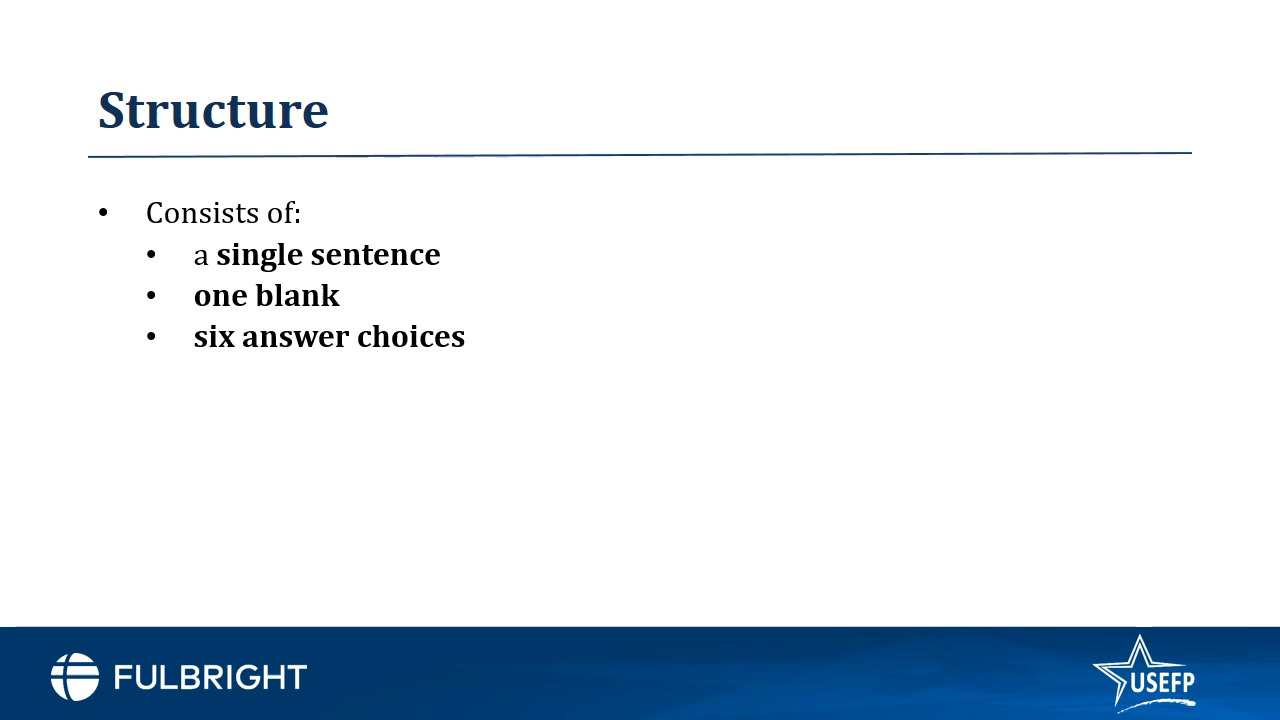 Structure
• Consists of:
• a single sentence
• one blank
• six answer choices
FULBRIGHT
USEFP